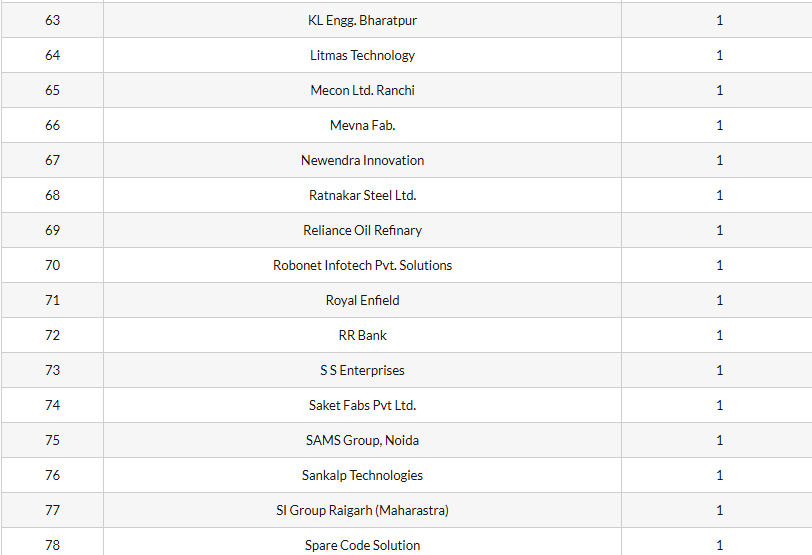 63 KL Engg. Bharatpur 1
64 Litmas Technology 1
65 Mecon Ltd. Ranchi 1
66 Mevna Fab. 1
67 Newendra Innovation 1
68 Ratnakar Steel Ltd. 1
69 Reliance Oil Refinary 1
70 Robonet Infotech Pvt. Solutions 1
71 Royal Enfield 1
72 RR Bank 1
73 S S Enterprises 1
74 Saket Fabs Pvt Ltd. 1
75 SAMS Group, Noida 1
76 Sankalp Technologies 1
77 SI Group Raigarh (Maharastra) 1
78 Spare Code Solution 1